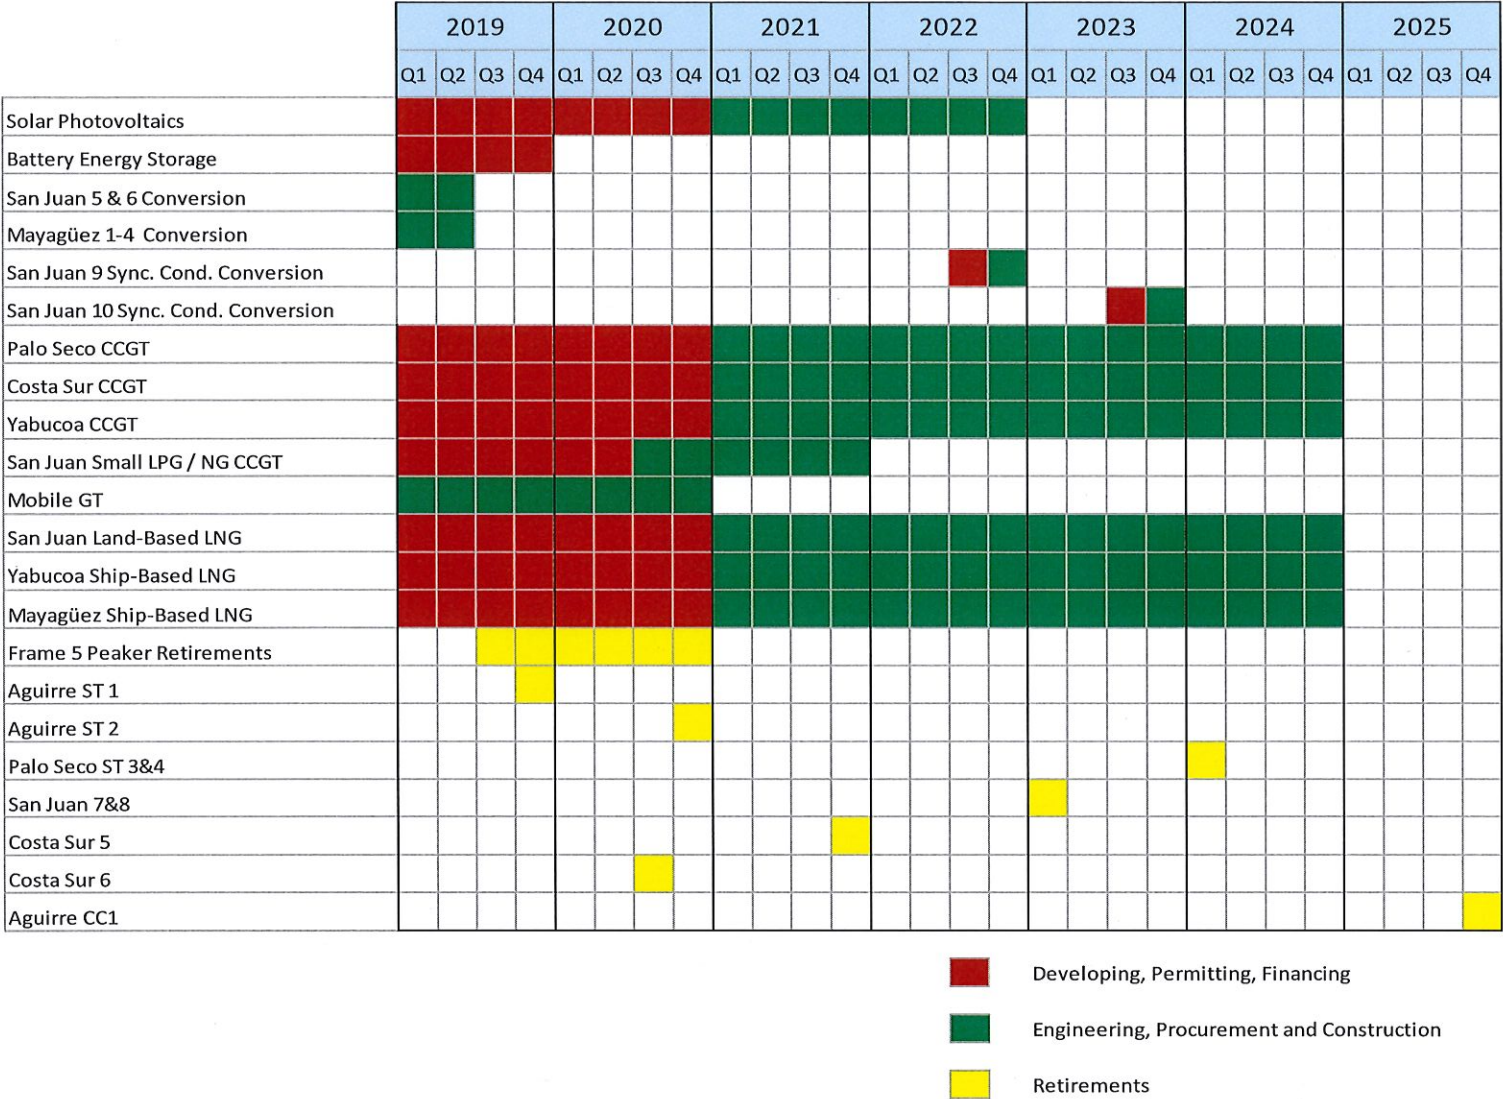 2019 2020 2021 2022 2023 2024 2025
Q1 Q2 Q3 Q4 Q1 Q2 Q3 Q4 Q1 Q2 Q3 Q4 Q1 Q2 Q3 Q4 Q1 Q2 Q3 Q4 Q1 Q2 Q3 Q4 Q1 Q2 Q3 Q4
Solar Photovoltaics
Battery Energy Storage
San Juan 5 & 6 Conversion
Mayagüez 1-4 Conversion
San Juan 9 Sync. Cond. Conversion
San Juan 10 Sync. Cond. Conversion
Palo Seco CCGT
Costa Sur CCGT
Yabucoa CCGT
San Juan Small LPG / NG CCGT
Mobile GT
San Juan Land-Based LNG
Yabucoa Ship-Based LNG
Mayagüez Ship-Based LNG
Frame 5 Peaker Retirements
Aguirre ST 1
Aguirre ST 2
Palo Seco ST 3&4
San Juan 7&8
Costa Sur 5
Costa Sur 6
Aguirre CC1
Developing, Permitting, Financing
Engineering, Procurement and Construction
Retirements